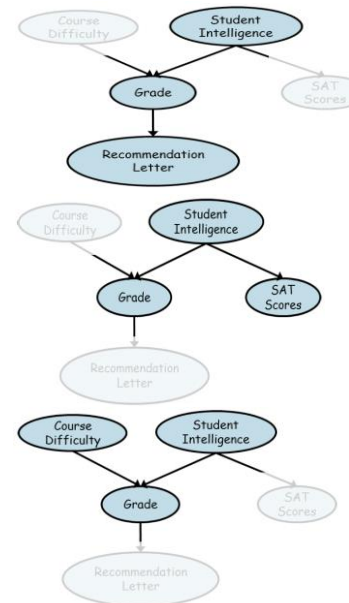 Course
Difficulty
Student
Intelligence
Grade
SAT
Scores
Recommendation
Letter
Course
Difficulty
Student
Intelligence
Grade
SAT
Scores
Recommendation
Letter
Course
Difficulty
Student
Intelligence
Grade
SAT
Scores
Recommendation
Letter